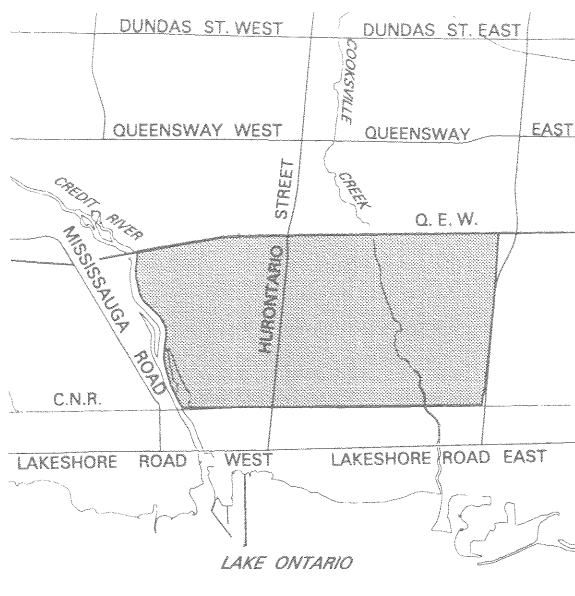 DUNDAS ST. WEST
DUNDAS ST. EAST
COOKSVILLE
QUEENSWAY WEST
QUEENSWAY EAST
CREDIT RIVER
STREET
CREEK
Q. E. W.
MISSISSAUGA ROAD
HURONTARIO
C.N.R.
LAKESHORE ROAD WEST
LAKESHORE ROAD EAST
LAKE ONTARIO